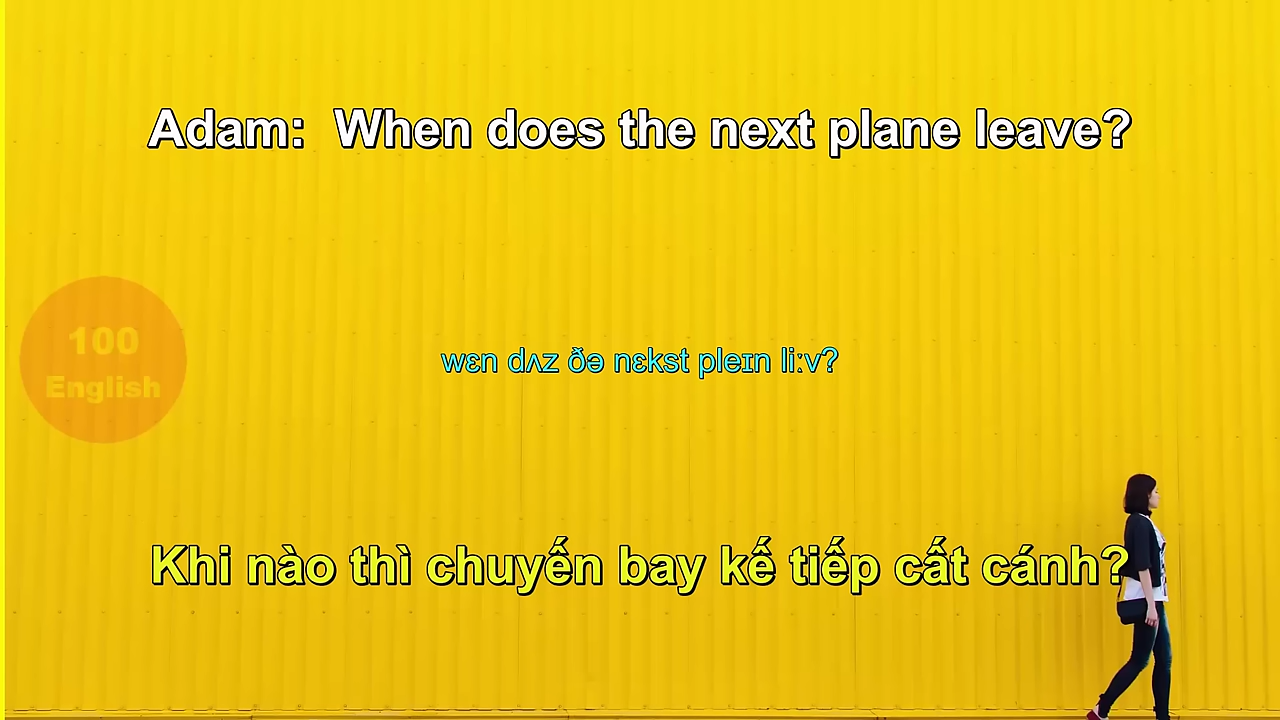 Adam: When does the next plane leave?
100
English
wɛn dʌz ðə nɛkst pleɪn liːv?
Khi nào thì chuyến bay kế tiếp cất cánh?